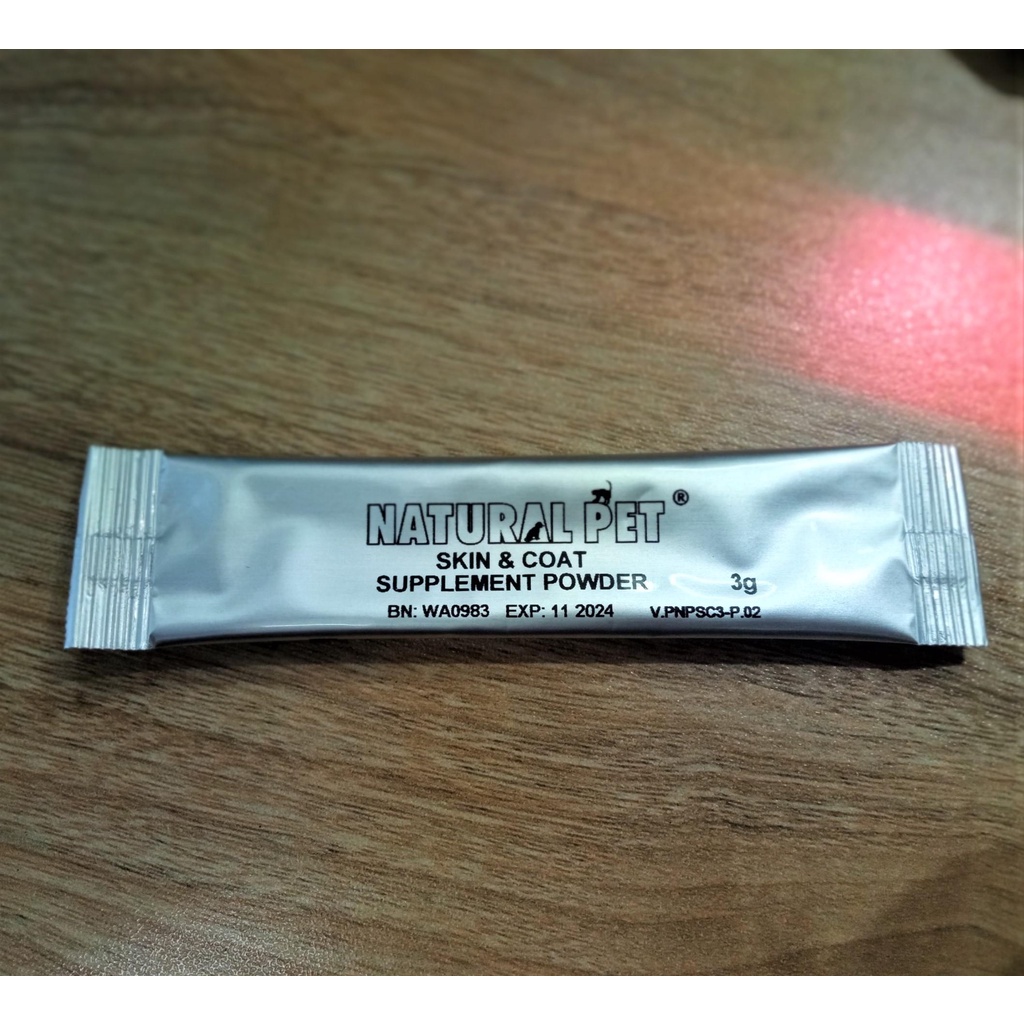 NATURAL PET ®
SKIN & COAT
SUPPLEMENT POWDER 3g
BN: WA0983 EXP: 11 2024 V.PNPSC3-P.02